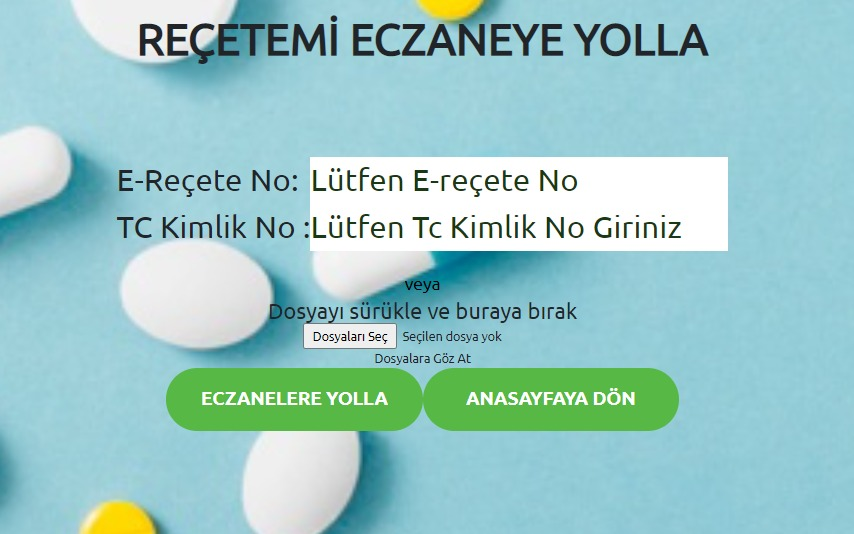 REÇETEMİ ECZANEYE YOLLA
E-Reçete No: Lütfen E-reçete No
TC Kimlik No :Lütfen Tc Kimlik No Giriniz
veya
Dosyayı sürükle ve buraya bırak
Dosyaları Seç Seçilen dosya yok
Dosyalara Göz At
ECZANELERE YOLLA ANASAYFAYA DÖN